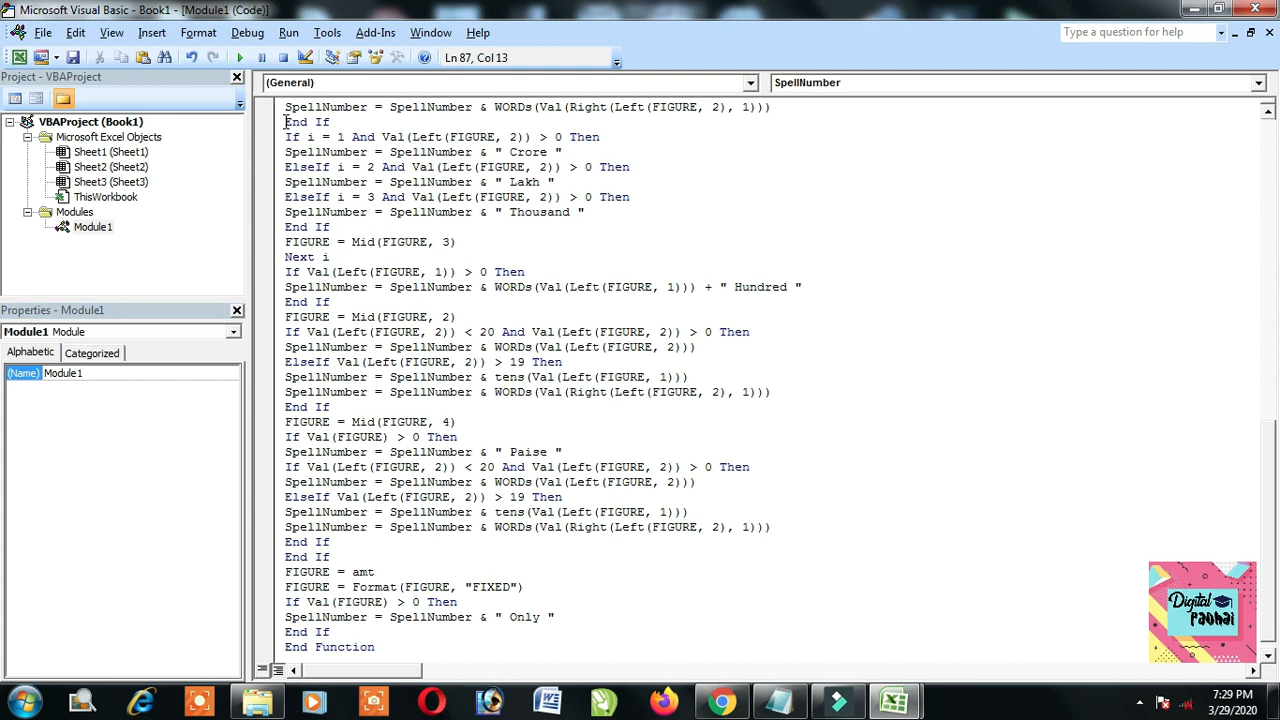 Microsoft Visual Basic - Book1 - [Module1 (Code)]
File Edit View Insert Format Debug Run Tools Add-Ins Window Help
Type a question for help
Ln 87, Col 13
Project - VBAProject
(General)
SpellNumber
VBAProject (Book1)
Microsoft Excel Objects
Sheet1 (Sheet1)
Sheet2 (Sheet2)
Sheet3 (Sheet3)
ThisWorkbook
Modules
Module1
Properties - Module1
Module1 Module
Alphabetic Categorized
(Name) Module1
SpellNumber = SpellNumber & WORDs(Val(Right(Left(FIGURE, 2), 1)))
End If
If i = 1 And Val(Left(FIGURE, 2)) > 0 Then
SpellNumber = SpellNumber & " Crore "
ElseIf i = 2 And Val(Left(FIGURE, 2)) > 0 Then
SpellNumber = SpellNumber & " Lakh "
ElseIf i = 3 And Val(Left(FIGURE, 2)) > 0 Then
SpellNumber = SpellNumber & " Thousand "
End If
FIGURE = Mid(FIGURE, 3)
Next i
If Val(Left(FIGURE, 1)) > 0 Then
SpellNumber = SpellNumber & WORDs(Val(Left(FIGURE, 1))) + " Hundred "
End If
FIGURE = Mid(FIGURE, 2)
If Val(Left(FIGURE, 2)) < 20 And Val(Left(FIGURE, 2)) > 0 Then
SpellNumber = SpellNumber & WORDs(Val(Left(FIGURE, 2)))
ElseIf Val(Left(FIGURE, 2)) > 19 Then
SpellNumber = SpellNumber & tens(Val(Left(FIGURE, 1)))
SpellNumber = SpellNumber & WORDs(Val(Right(Left(FIGURE, 2), 1)))
End If
FIGURE = Mid(FIGURE, 4)
If Val(FIGURE) > 0 Then
SpellNumber = SpellNumber & " Paise "
If Val(Left(FIGURE, 2)) < 20 And Val(Left(FIGURE, 2)) > 0 Then
SpellNumber = SpellNumber & WORDs(Val(Left(FIGURE, 2)))
ElseIf Val(Left(FIGURE, 2)) > 19 Then
SpellNumber = SpellNumber & tens(Val(Left(FIGURE, 1)))
SpellNumber = SpellNumber & WORDs(Val(Right(Left(FIGURE, 2), 1)))
End If
End If
FIGURE = amt
FIGURE = Format(FIGURE, "FIXED")
If Val(FIGURE) > 0 Then
SpellNumber = SpellNumber & " Only "
End If
End Function
Digital
Padhai
7:29 PM
3/29/2020